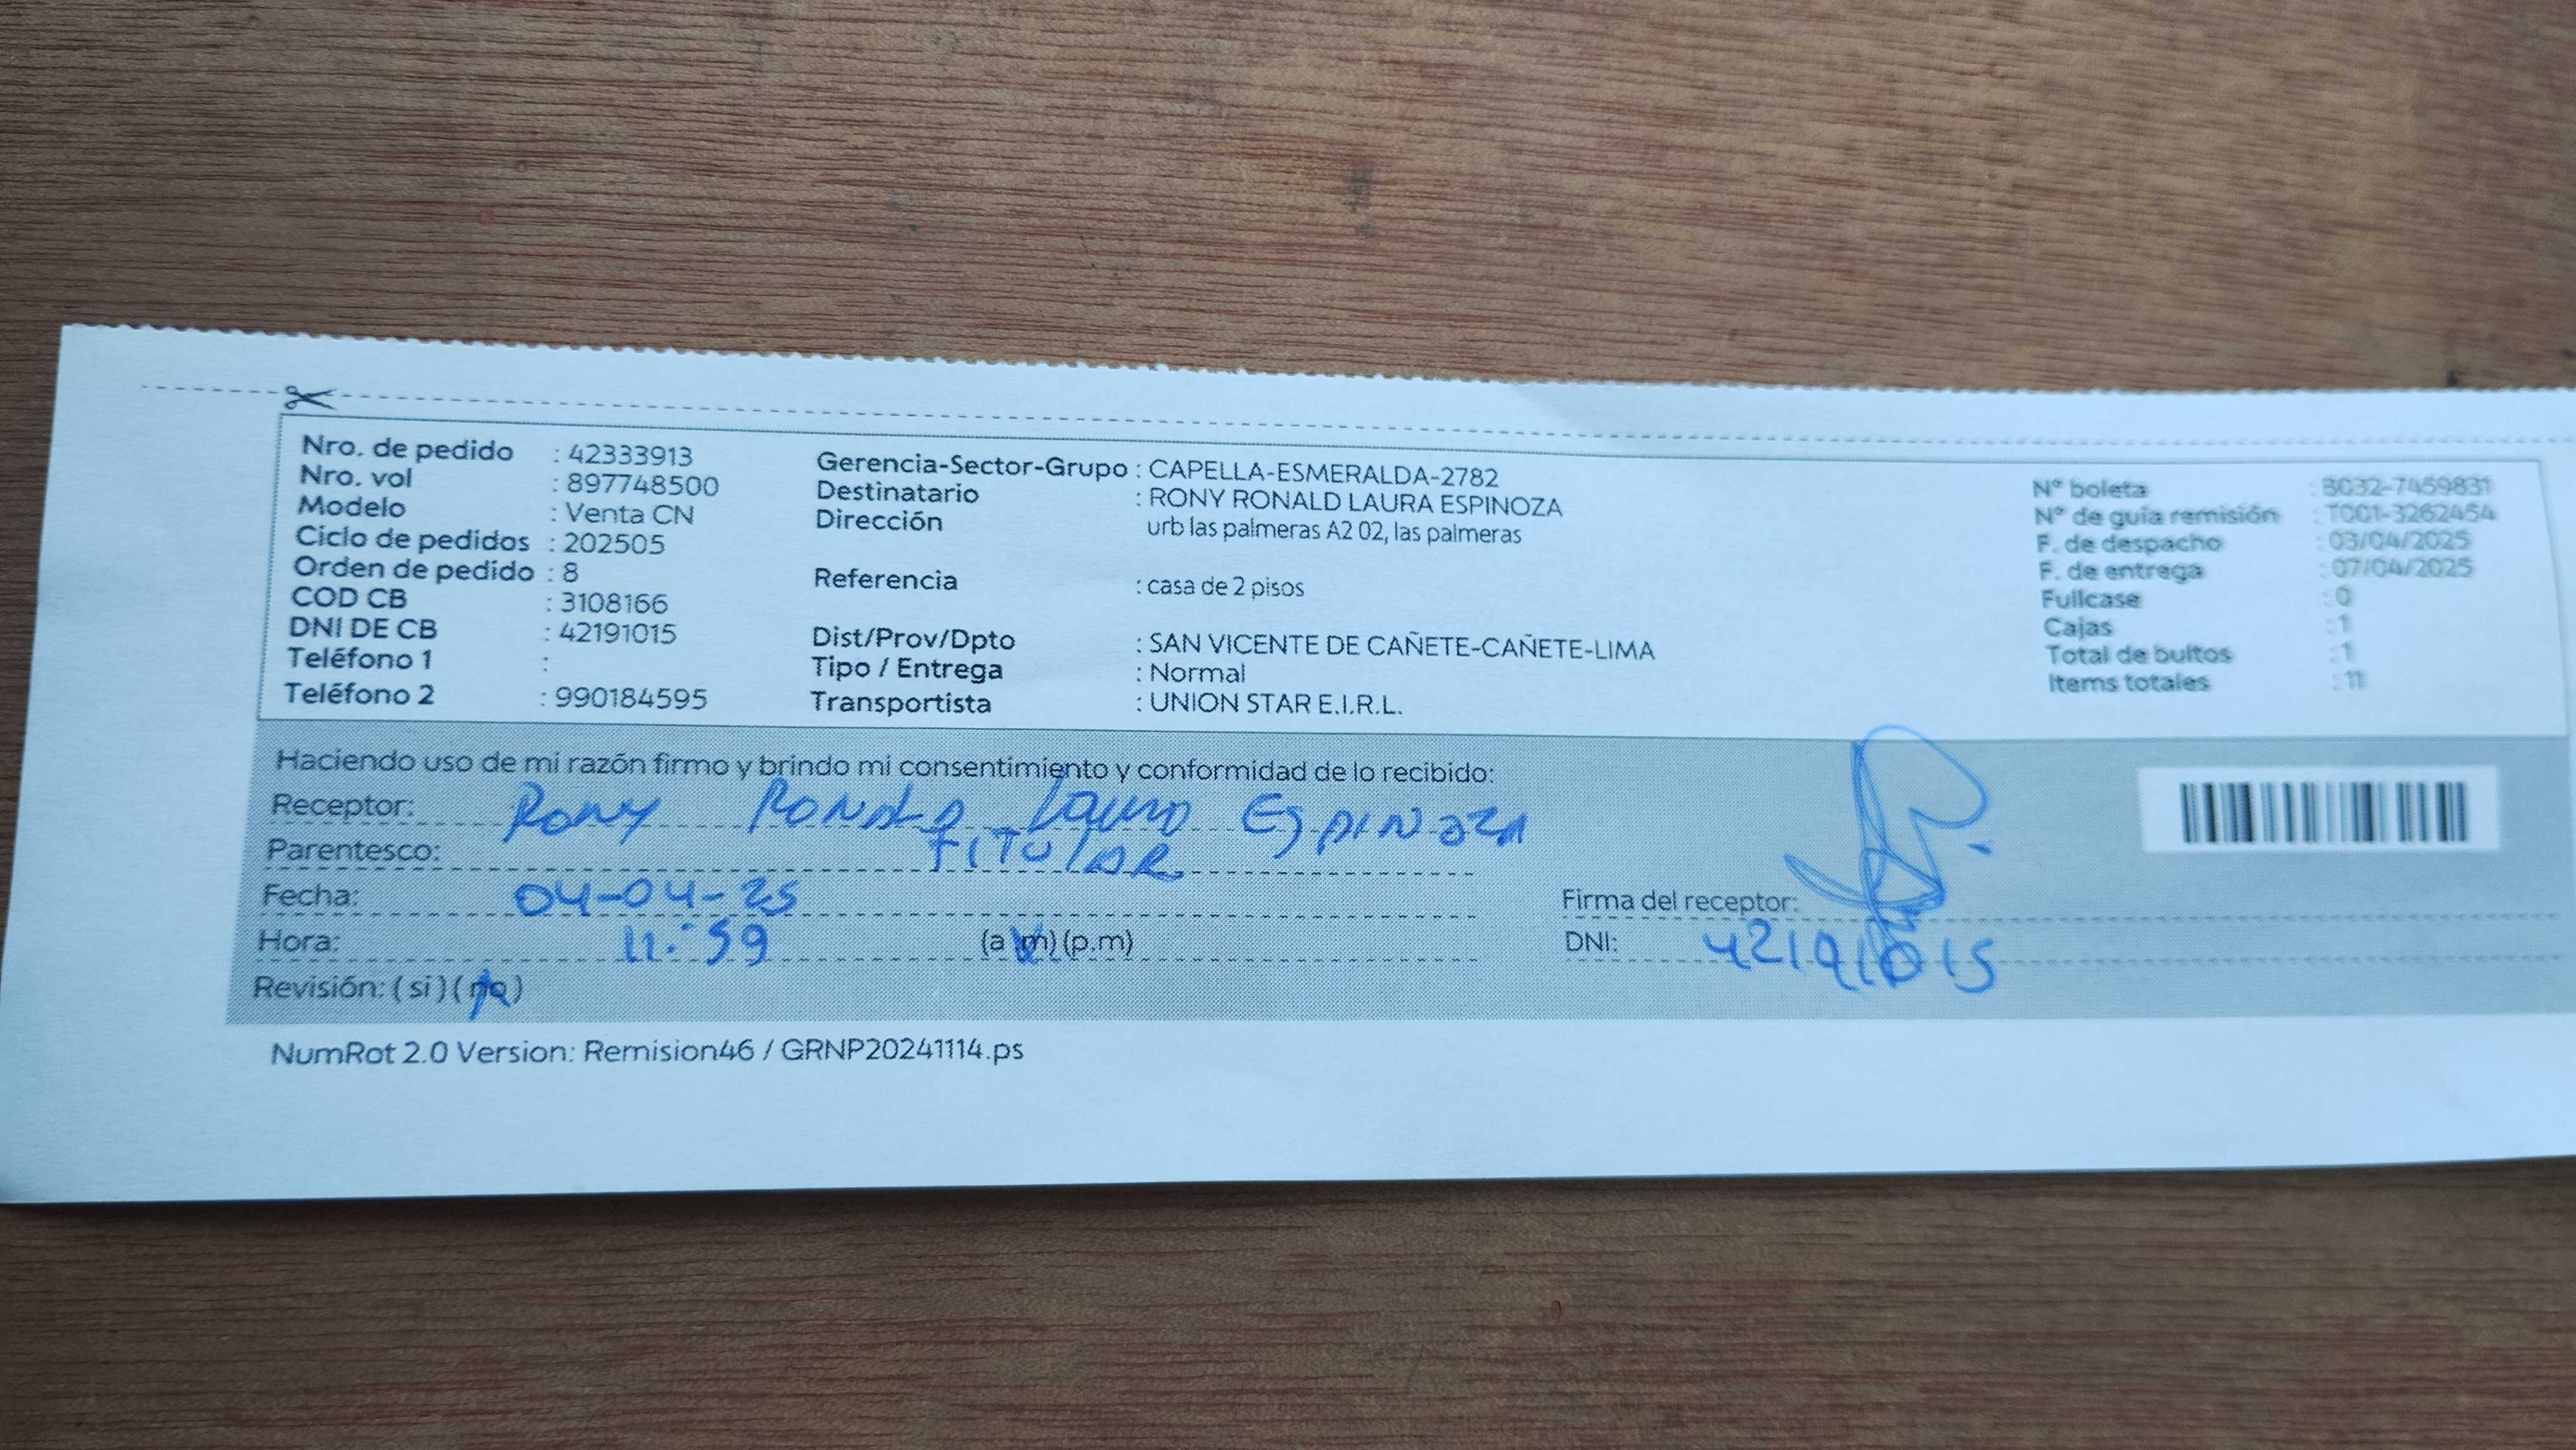 Nro. de pedido : 42333913
Nro. vol : 897748500
Modelo : Venta CN
Ciclo de pedidos : 202505
Orden de pedido : 8
COD CB : 3108166
DNI DE CB : 42191015
Teléfono 1 :
Teléfono 2 : 990184595
Gerencia-Sector-Grupo : CAPELLA-ESMERALDA-2782
Destinatario : RONY RONALD LAURA ESPINOZA
Dirección urb las palmeras A2 02, las palmeras
Referencia : casa de 2 pisos
Dist/Prov/Dpto : SAN VICENTE DE CAÑETE-CAÑETE-LIMA
Tipo / Entrega : Normal
Transportista : UNION STAR E.I.R.L.
N° boleta : B032-7459831
N° de guía remisión : T001-3262454
F. de despacho : 03/04/2025
F. de entrega : 07/04/2025
Fullcase : 0
Cajas : 1
Total de bultos : 1
Items totales : 11
Haciendo uso de mi razón firmo y brindo mi consentimiento y conformidad de lo recibido:
Receptor: Rony RONALD Laura ESPINOZA
Parentesco: TITULAR
Fecha: 04-04-25
Hora: 11:59 (a.m) (p.m)
Revisión: ( si ) ( no )
Firma del receptor:
DNI: 42191015
NumRot 2.0 Version: Remision46 / GRNP20241114.ps